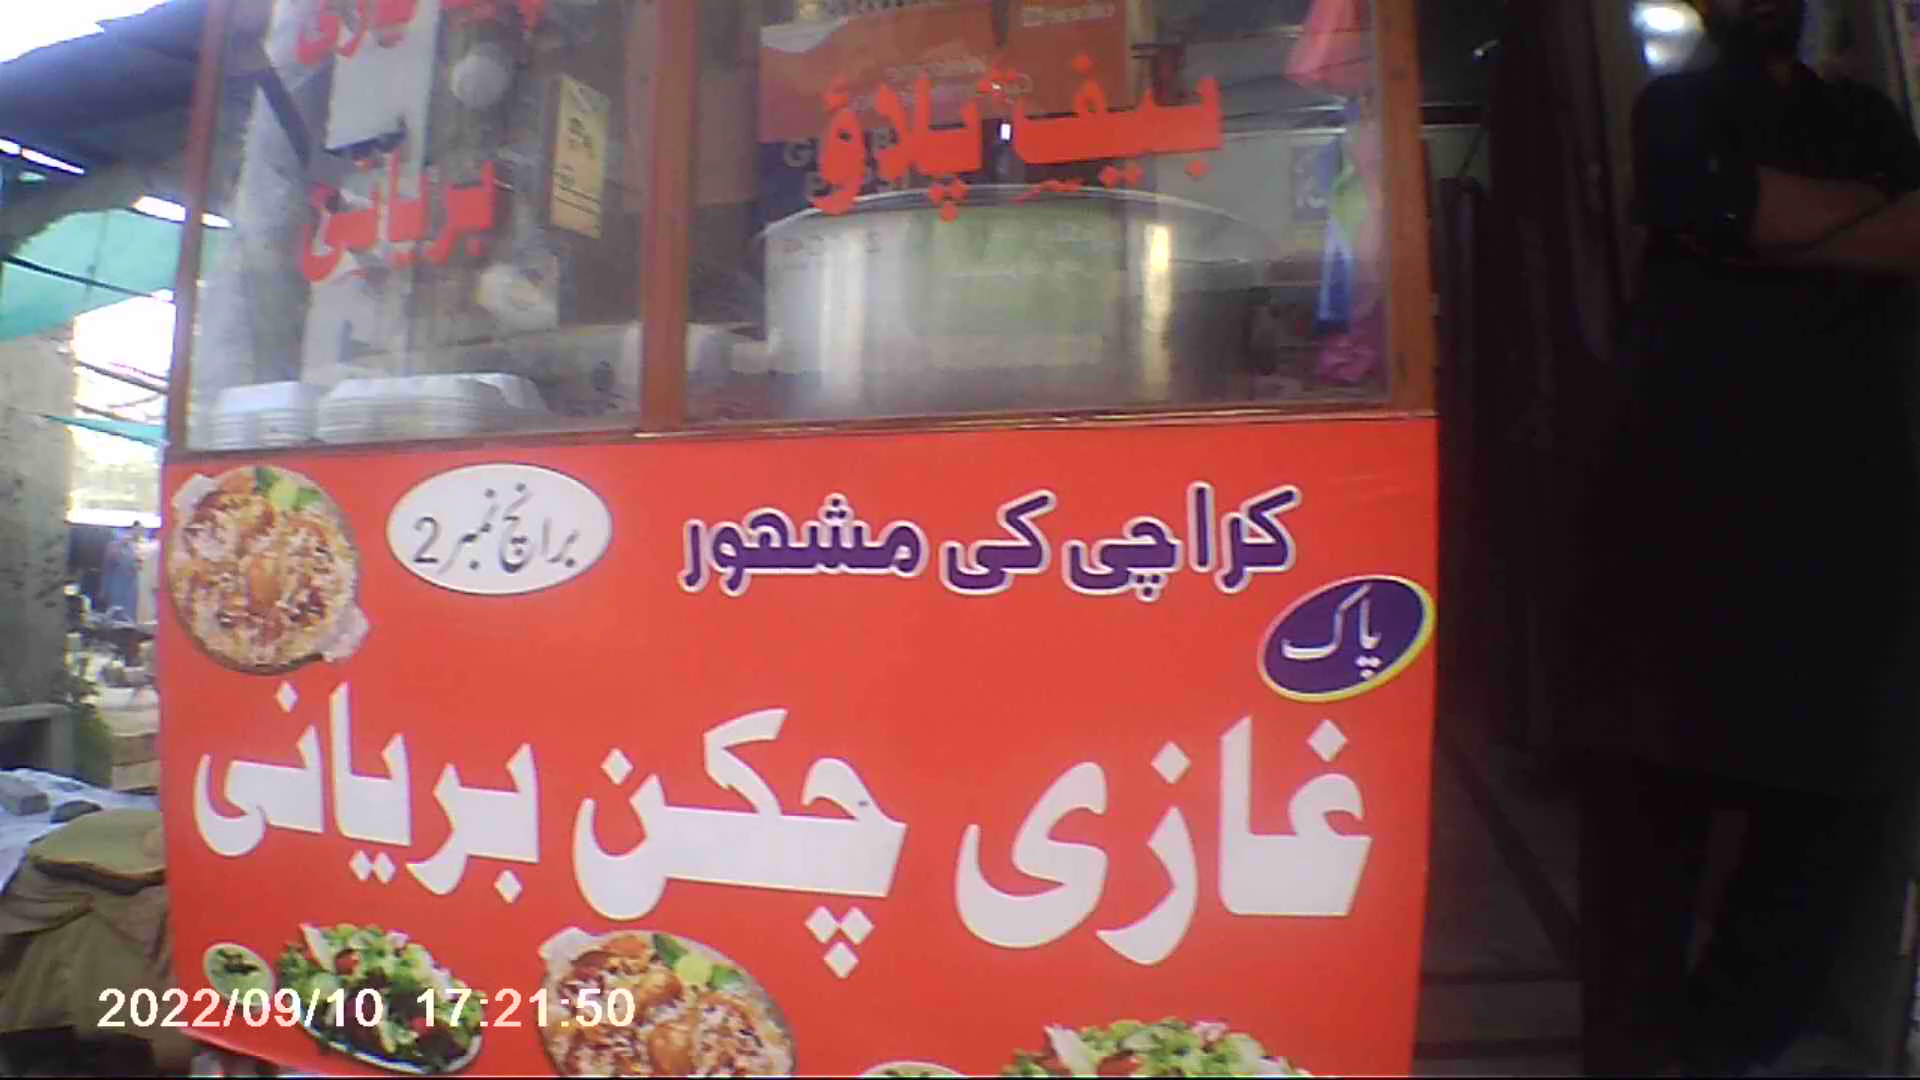 بیف پلاؤ
بریانی
کراچی کی مشہور
برانچ نمبر 2
پاک
غازی چکن بریانی
2022/09/10 17:21:50